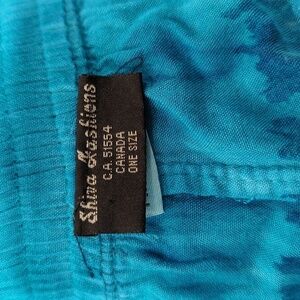 Shiva Fashions
C.A. 51554
CANADA
ONE SIZE